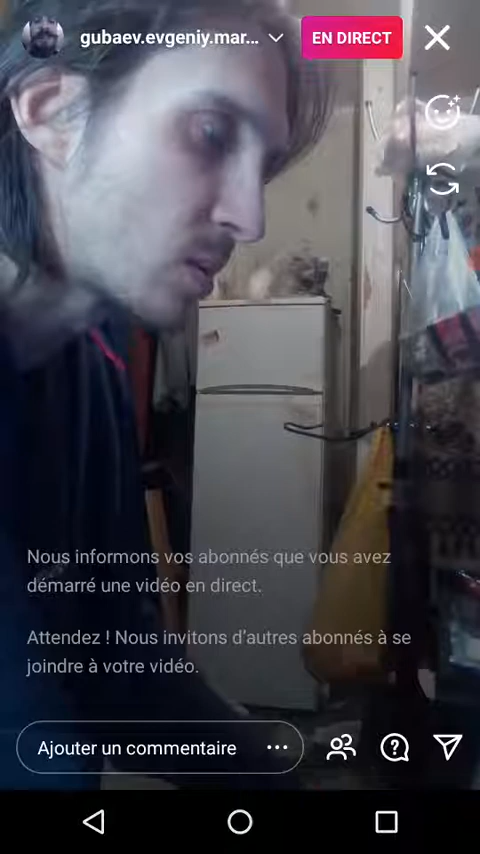 gubaev.evgeniy.mar...
EN DIRECT
Nous informons vos abonnés que vous avez
démarré une vidéo en direct.
Attendez ! Nous invitons d'autres abonnés à se
joindre à votre vidéo.
Ajouter un commentaire